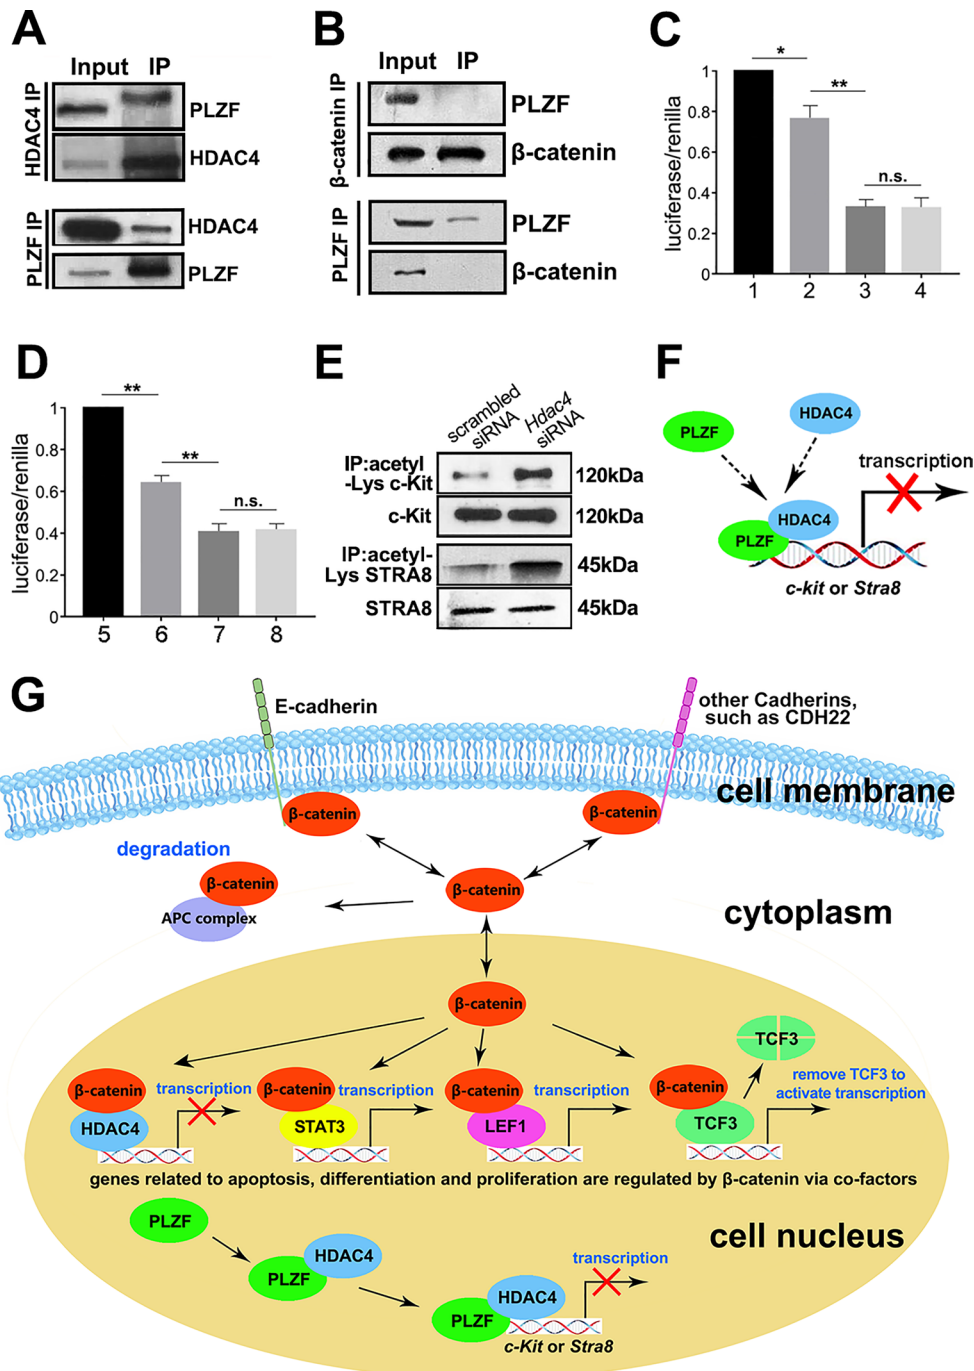 A
Input IP
HDAC4 IP
PLZF
HDAC4
PLZF IP
HDAC4
PLZF
B
Input IP
β-catenin IP
PLZF
β-catenin
PLZF IP
PLZF
β-catenin
C
luciferase/renilla
* ** n.s.
1
0.8
0.6
0.4
0.2
0
1 2 3 4
D
luciferase/renilla
** ** n.s.
1
0.8
0.6
0.4
0.2
0
5 6 7 8
E
scrambled
siRNA
Hdac4
siRNA
IP:acetyl
-Lys c-Kit
120kDa
c-Kit
120kDa
IP:acetyl-
Lys STRA8
45kDa
STRA8
45kDa
F
PLZF
HDAC4
transcription
HDAC4
PLZF
c-kit or Stra8
G
E-cadherin
other Cadherins,
such as CDH22
cell membrane
β-catenin
β-catenin
degradation
β-catenin
APC complex
β-catenin
cytoplasm
β-catenin
TCF3
β-catenin
HDAC4
transcription
β-catenin
STAT3
transcription
β-catenin
LEF1
transcription
β-catenin
TCF3
remove TCF3 to
activate transcription
genes related to apoptosis, differentiation and proliferation are regulated by β-catenin via co-factors
cell nucleus
PLZF
HDAC4
PLZF
HDAC4
PLZF
transcription
c-Kit or Stra8